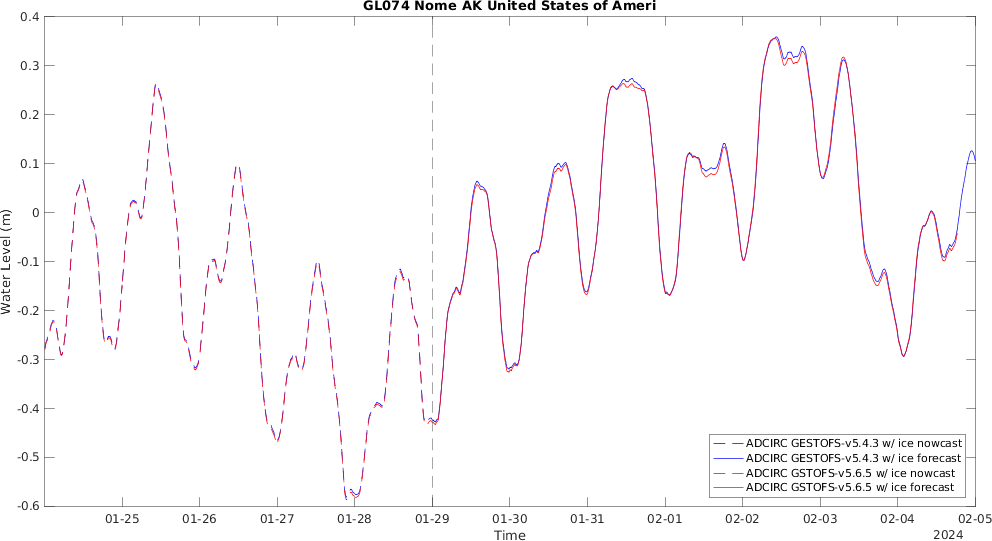 GL074 Nome AK United States of Ameri
Water Level (m)
0.4
0.3
0.2
0.1
0
-0.1
-0.2
-0.3
-0.4
-0.5
-0.6
ADCIRC GESTOFS-v5.4.3 w/ ice nowcast
ADCIRC GESTOFS-v5.4.3 w/ ice forecast
ADCIRC GSTOFS-v5.6.5 w/ ice nowcast
ADCIRC GSTOFS-v5.6.5 w/ ice forecast
01-25 01-26 01-27 01-28 01-29 01-30 01-31 02-01 02-02 02-03 02-04 02-05
Time
2024